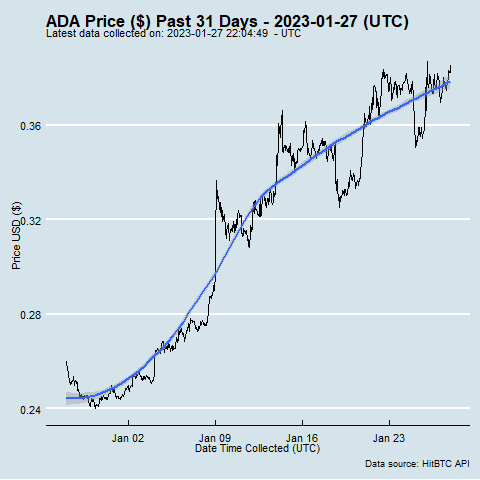 ADA Price ($) Past 31 Days - 2023-01-27 (UTC)
Latest data collected on: 2023-01-27 22:04:49 - UTC
Price USD ($)
0.36
0.32
0.28
0.24
Jan 02 Jan 09 Jan 16 Jan 23
Date Time Collected (UTC)
Data source: HitBTC API